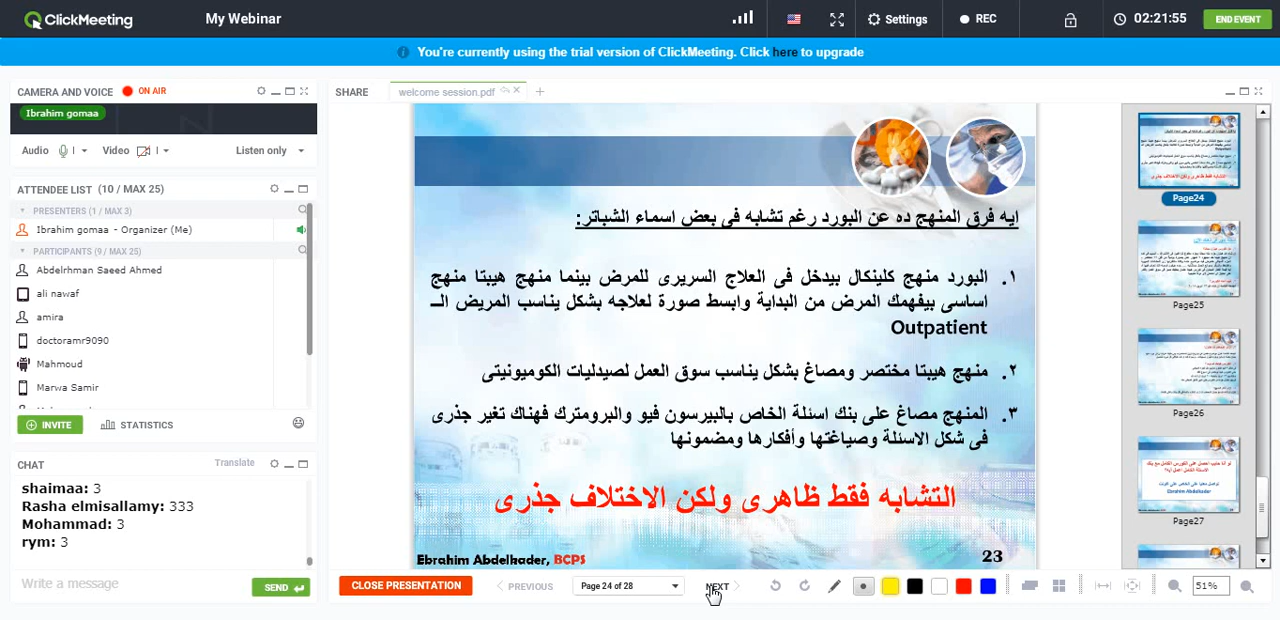 ClickMeeting
My Webinar
Settings
REC
02:21:55
END EVENT
You're currently using the trial version of ClickMeeting. Click here to upgrade
CAMERA AND VOICE
ON AIR
Ibrahim gomaa
Audio
Video
Listen only
ATTENDEE LIST (10 / MAX 25)
PRESENTERS (1 / MAX 3)
Ibrahim gomaa - Organizer (Me)
PARTICIPANTS (9 / MAX 25)
Abdelrhman Saeed Ahmed
ali nawaf
amira
doctoramr9090
Mahmoud
Marwa Samir
INVITE
STATISTICS
CHAT
Translate
shaimaa: 3
Rasha elmisallamy: 333
Mohammad: 3
rym: 3
Write a message
SEND
SHARE
welcome session.pdf
ايه فرق المنهج ده عن البورد رغم تشابه فى بعض اسماء الشباتر:
١. البورد منهج كلينكال بيدخل فى العلاج السريرى للمرض بينما منهج هيبتا منهج
اساسى بيفهمك المرض من البداية وابسط صورة لعلاجه بشكل يناسب المريض الـ
Outpatient
٢. منهج هيبتا مختصر ومصاغ بشكل يناسب سوق العمل لصيدليات الكوميونيتى
٣. المنهج مصاغ على بنك اسئلة الخاص بالبيرسون فيو والبرومترك فهناك تغير جذرى
فى شكل الاسئلة وصياغتها وأفكارها ومضمونها
التشابه فقط ظاهرى ولكن الاختلاف جذرى
Ebrahim Abdelkader, BCPS
23
CLOSE PRESENTATION
PREVIOUS
Page 24 of 28
NEXT
51%
Page24
Page25
Page26
Page27